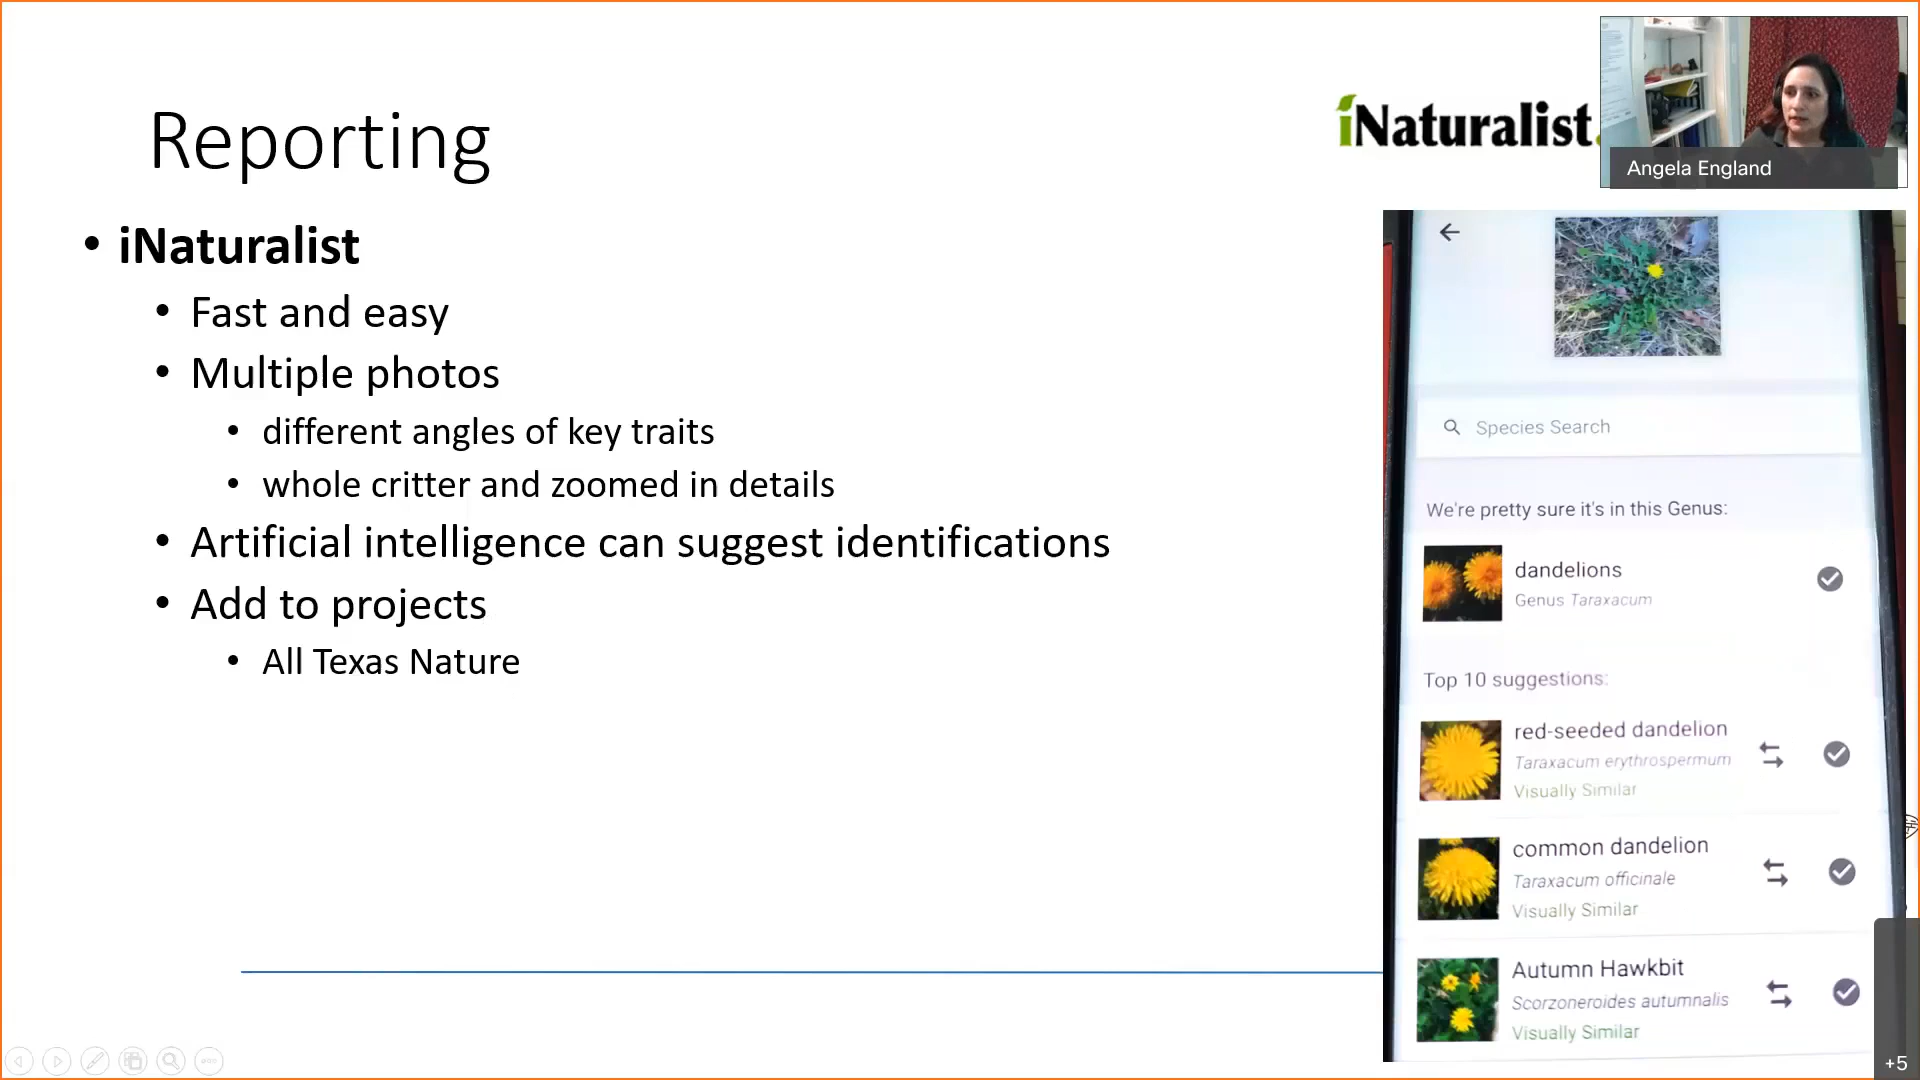 Reporting
iNaturalist
Angela England
• iNaturalist
• Fast and easy
• Multiple photos
• different angles of key traits
• whole critter and zoomed in details
• Artificial intelligence can suggest identifications
• Add to projects
• All Texas Nature
Species Search
We're pretty sure it's in this Genus:
dandelions
Genus Taraxacum
Top 10 suggestions:
red-seeded dandelion
Taraxacum erythrospermum
Visually Similar
common dandelion
Taraxacum officinale
Visually Similar
Autumn Hawkbit
Scorzoneroides autumnalis
Visually Similar
+5